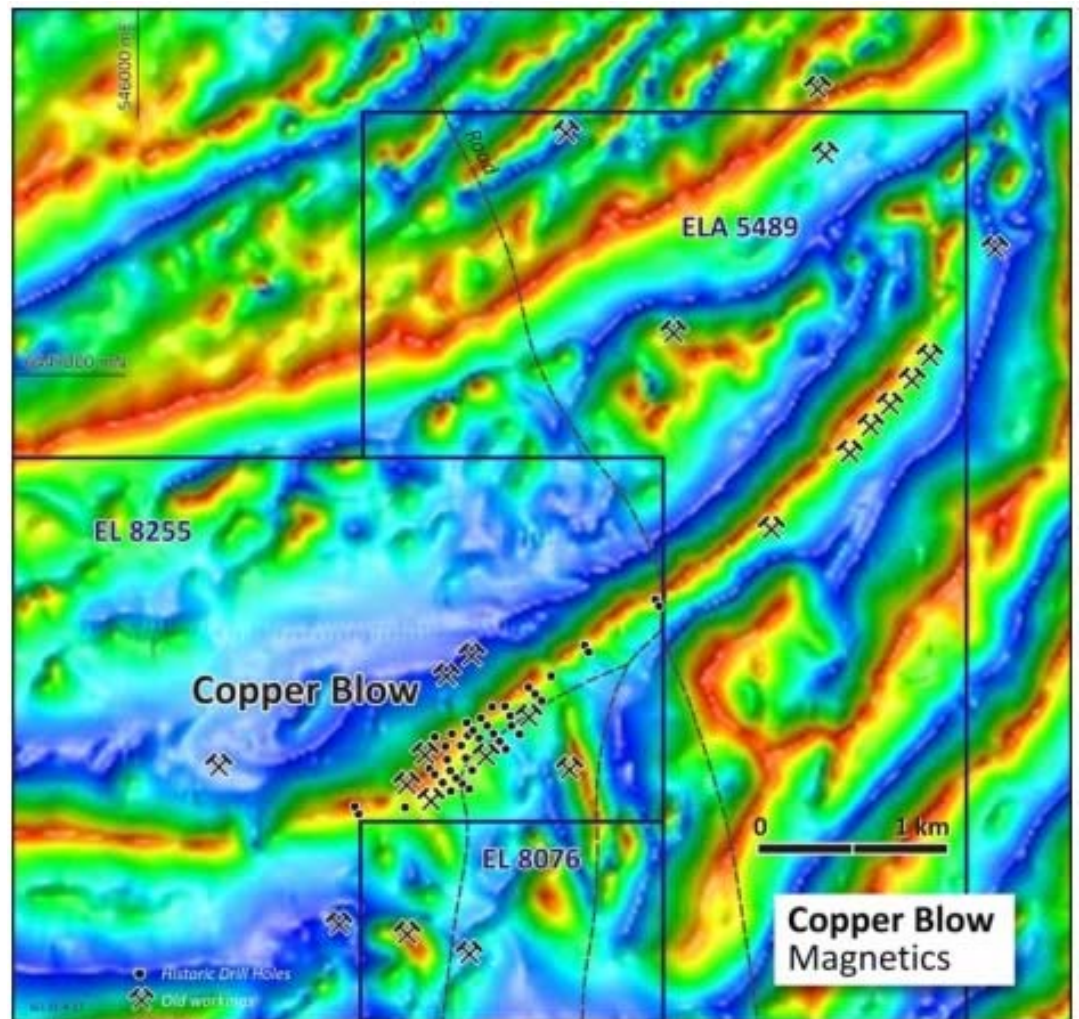 546000 mE
Road
ELA 5489
EL 8255
Copper Blow
0 1 km
EL 8076
Copper Blow
Magnetics
Historic Drill Holes
Old workings